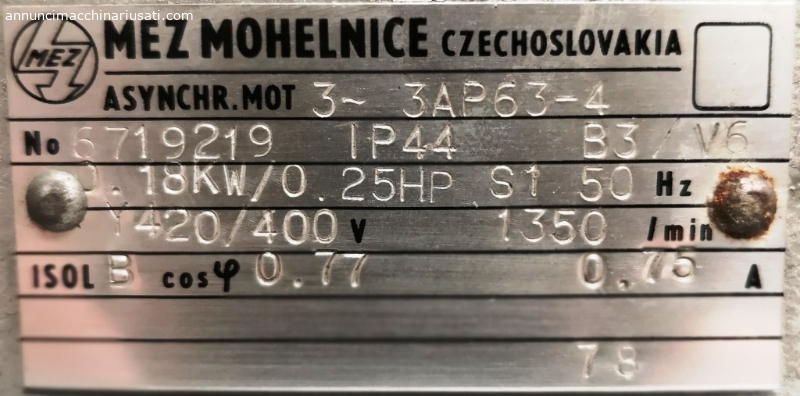 annuncimacchinariusati.com
MEZ MEZ MOHELNICE CZECHOSLOVAKIA
ASYNCHR.MOT 3~ 3AP63-4
No 6719219 IP44 B3/V6
0.18KW/0.25HP S1 50 Hz
Y420/400 V 1350 /min
ISOL B cosφ 0.77 0,75 A
78